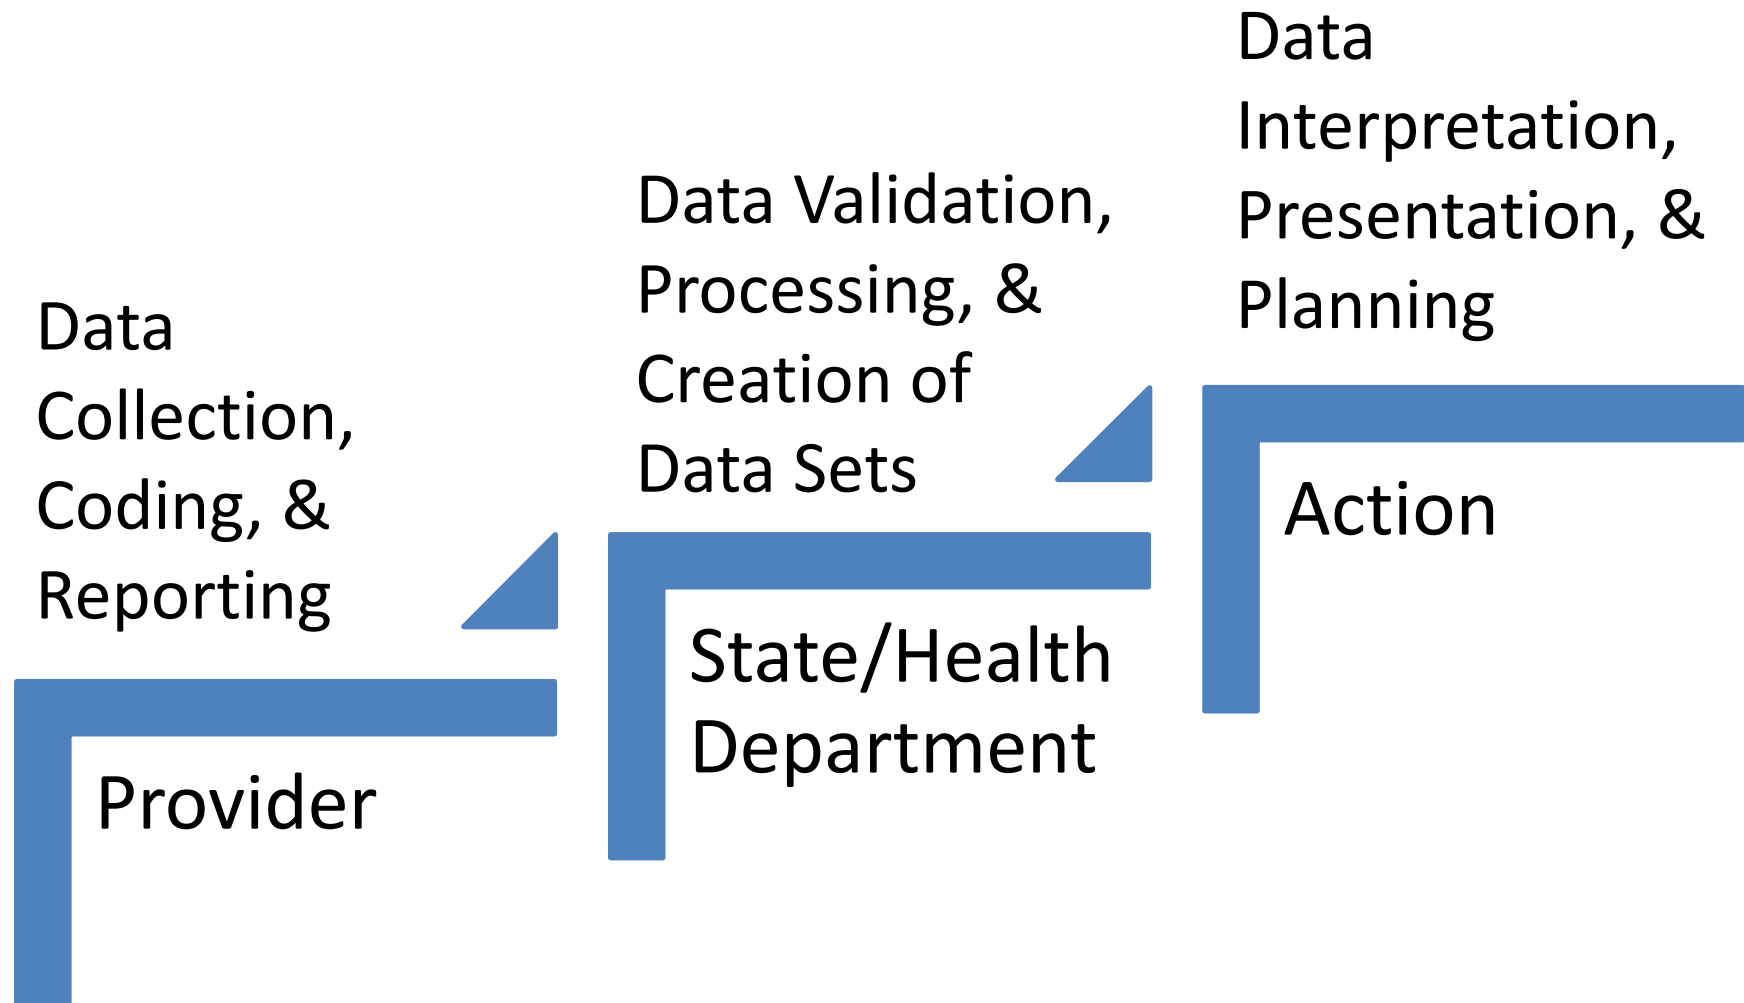 Data
Collection,
Coding, &
Reporting
Provider
Data Validation,
Processing, &
Creation of
Data Sets
State/Health
Department
Data
Interpretation,
Presentation, &
Planning
Action